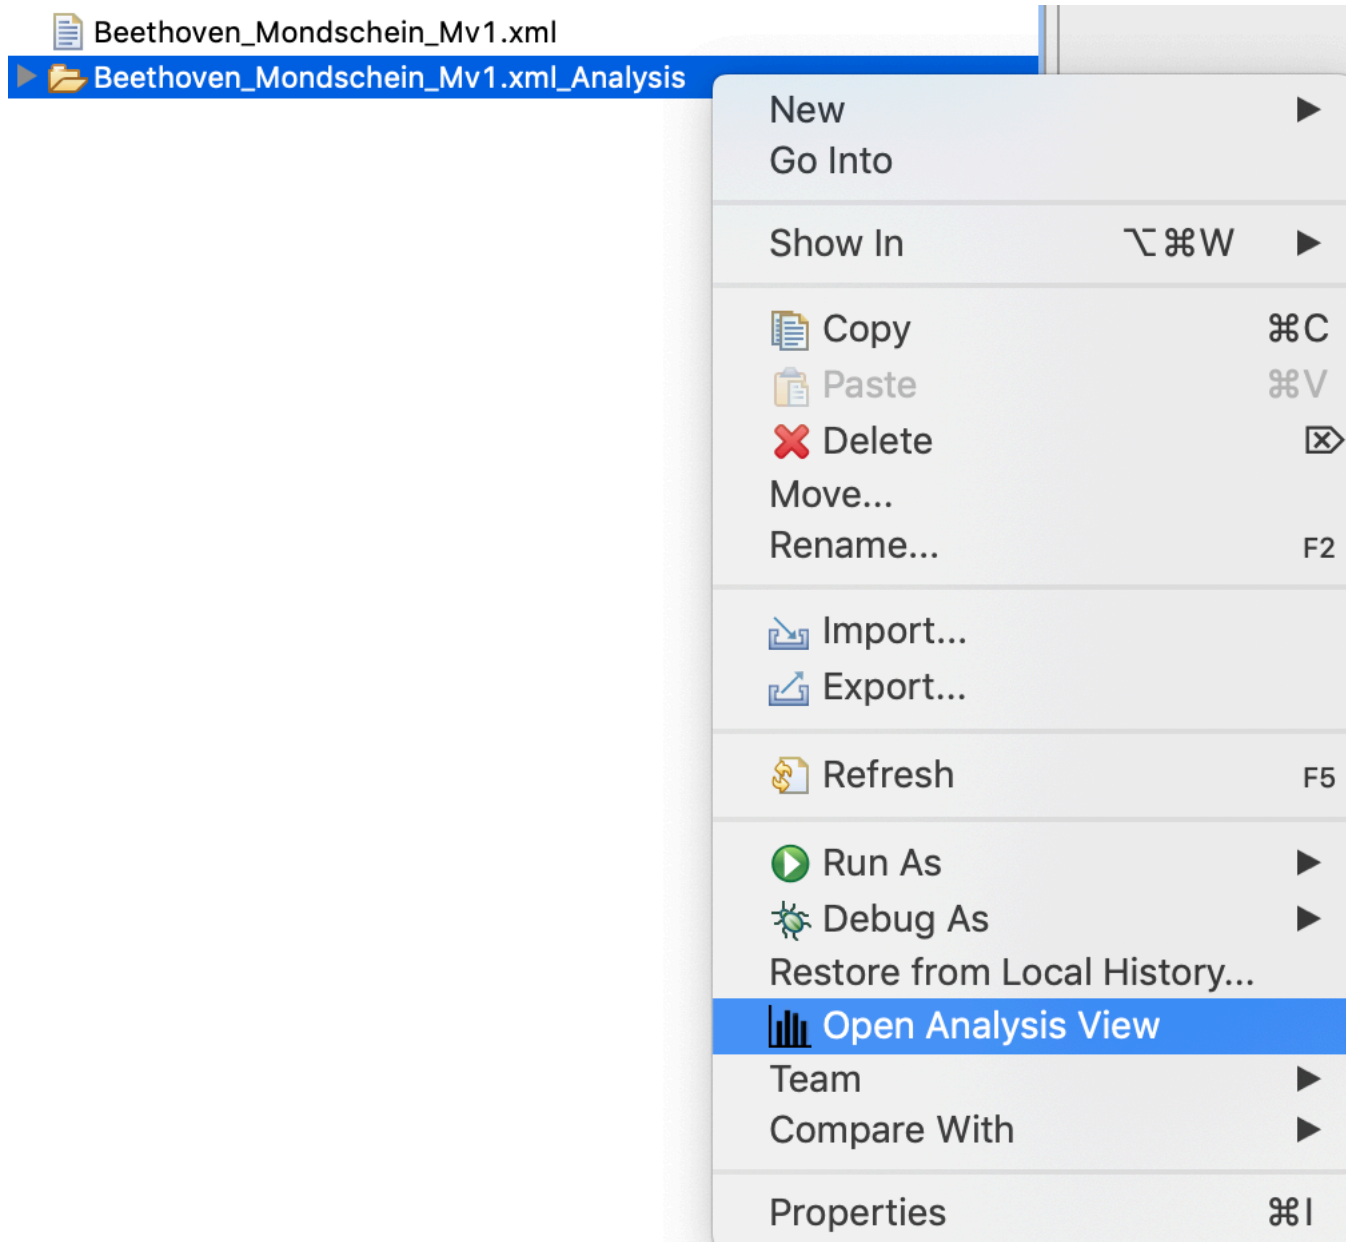 Beethoven_Mondschein_Mv1.xml
Beethoven_Mondschein_Mv1.xml_Analysis
New
Go Into
Show In ⌥⌘W
Copy ⌘C
Paste ⌘V
Delete ⌦
Move...
Rename... F2
Import...
Export...
Refresh F5
Run As
Debug As
Restore from Local History...
Open Analysis View
Team
Compare With
Properties ⌘I